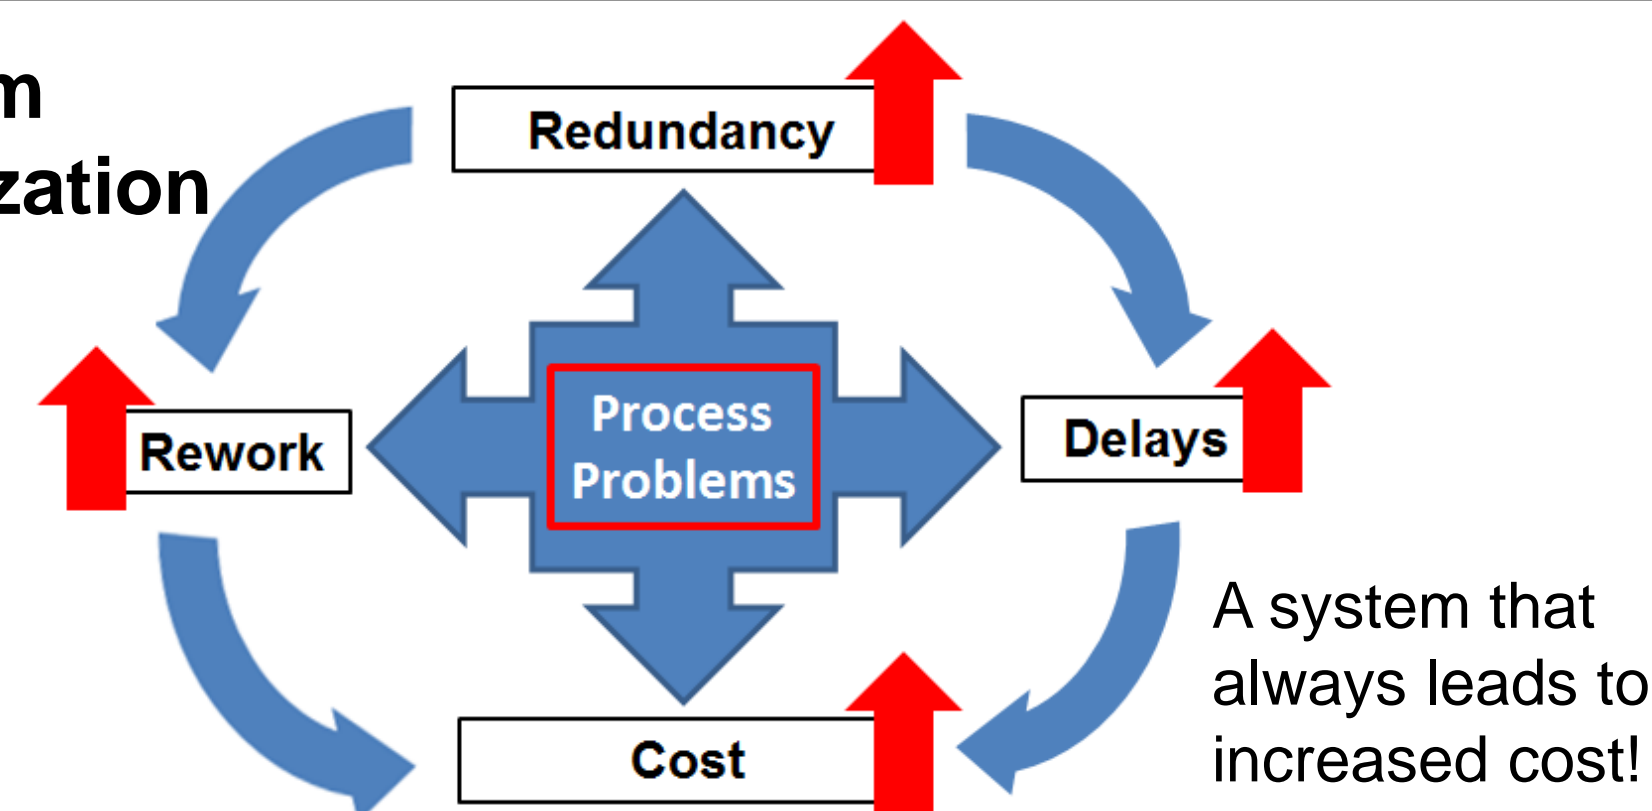 m
zation
Redundancy
Process
Problems
Rework
Delays
A system that
always leads to
increased cost!
Cost